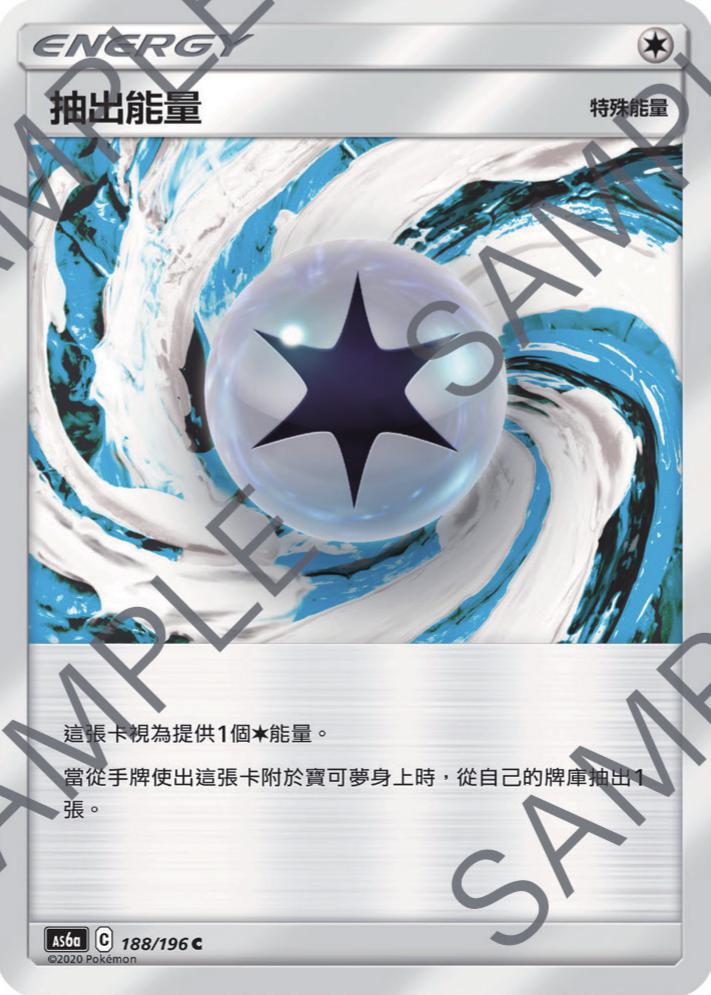 ENERGY
抽出能量
特殊能量
這張卡視為提供1個✶能量。
當從手牌使出這張卡附於寶可夢身上時，從自己的牌庫抽出1
張。
AS6a C 188/196 C
©2020 Pokémon
SAMPLE
SAMPLE
SAMPLE
SAMPLE
SAMPLE